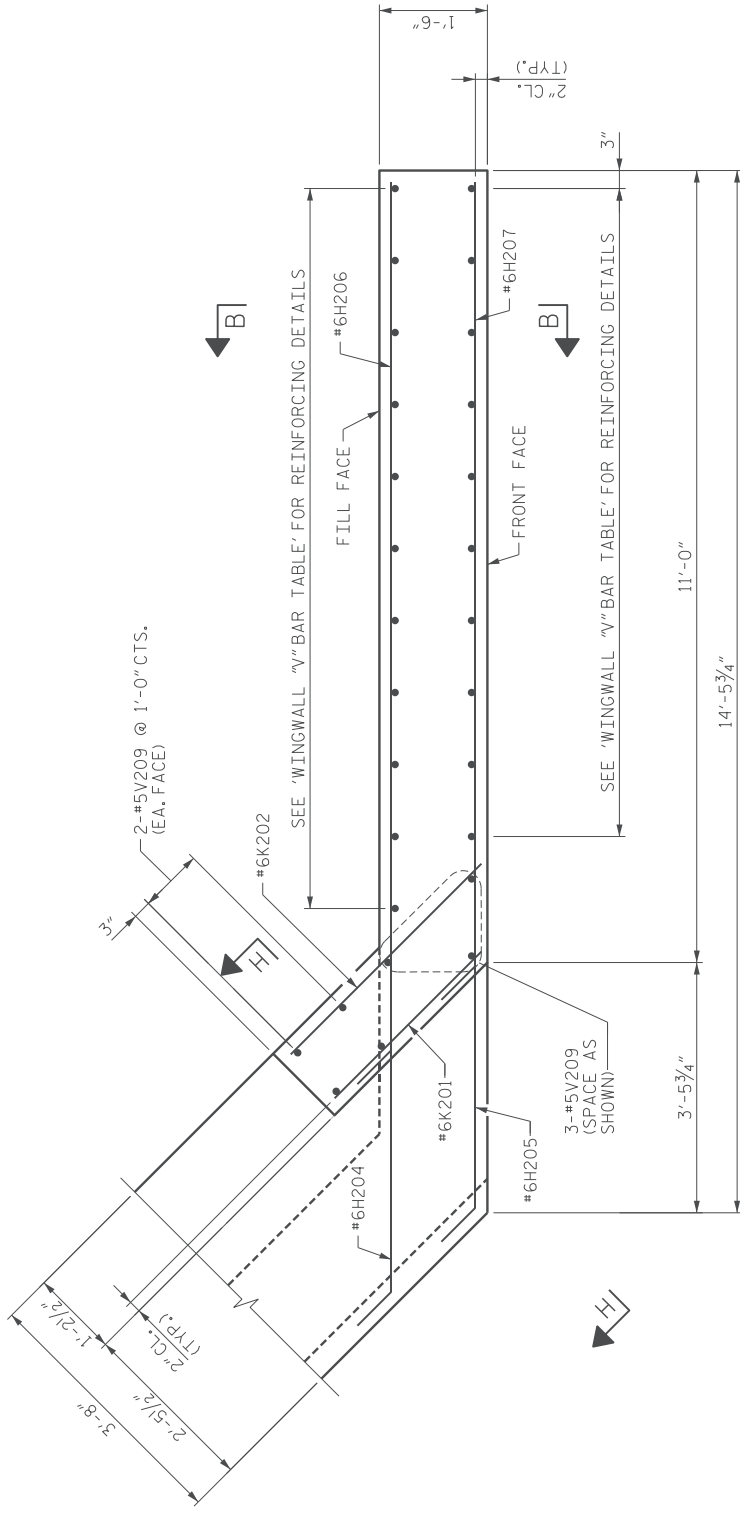 2-#5V209 @ 1'-0" CTS.
(EA. FACE)
3"
#6K202
H
SEE 'WINGWALL "V" BAR TABLE' FOR REINFORCING DETAILS
B
#6H206
FILL FACE
1'-6"
2" CL.
(TYP.)
#6H207
B
FRONT FACE
3"
SEE 'WINGWALL "V" BAR TABLE' FOR REINFORCING DETAILS
11'-0"
14'-5¾"
3'-5¾"
3-#5V209
(SPACE AS
SHOWN)
#6K201
#6H205
#6H204
H
2" CL.
(TYP.)
1'-2½"
2'-5½"
3'-8"